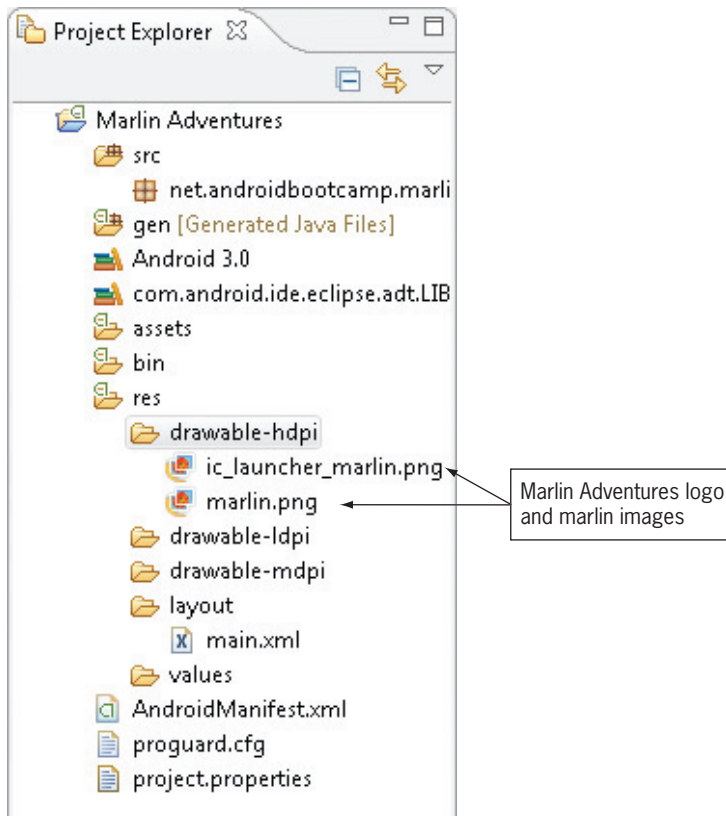 Project Explorer
Marlin Adventures
src
net.androidbootcamp.marli
gen [Generated Java Files]
Android 3.0
com.android.ide.eclipse.adt.LIB
assets
bin
res
drawable-hdpi
ic_launcher_marlin.png
marlin.png
Marlin Adventures logo
and marlin images
drawable-ldpi
drawable-mdpi
layout
main.xml
values
AndroidManifest.xml
proguard.cfg
project.properties